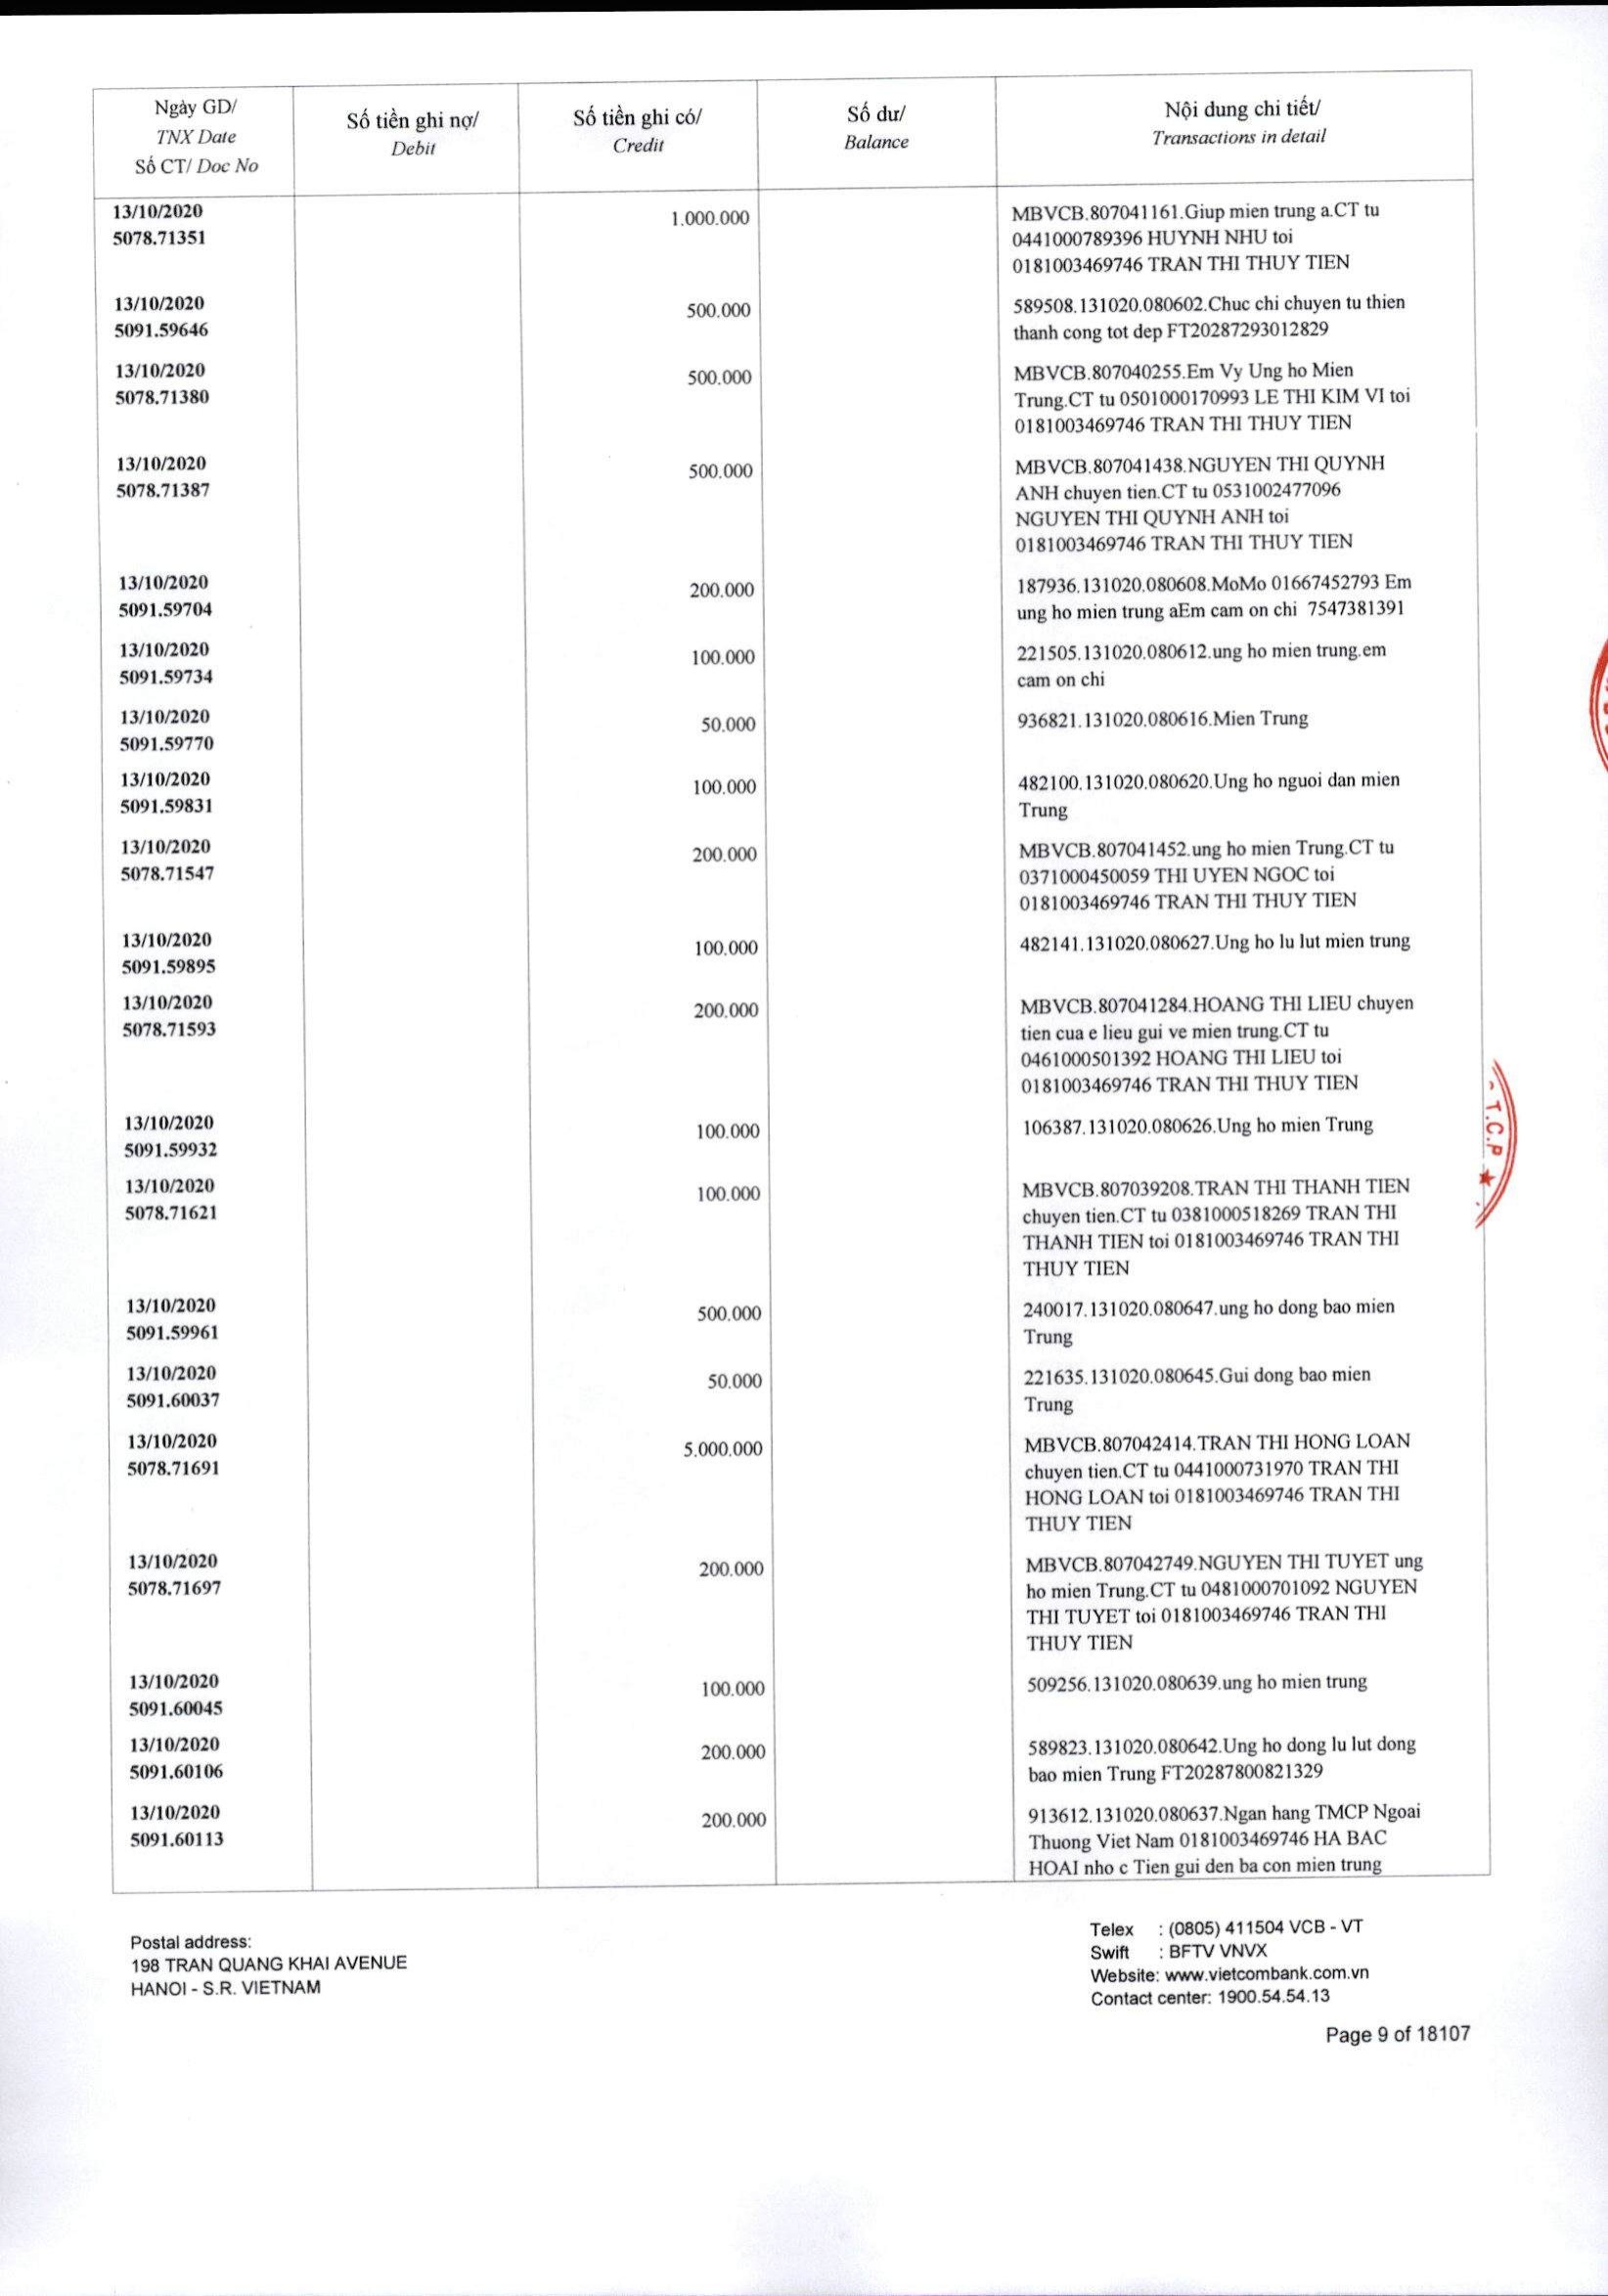 Ngày GD/
TNX Date
Số CT/ Doc No
Số tiền ghi nợ/
Debit
Số tiền ghi có/
Credit
Số dư/
Balance
Nội dung chi tiết/
Transactions in detail
13/10/2020
5078.71351
1.000.000
MBVCB.807041161.Giup mien trung a.CT tu
0441000789396 HUYNH NHU toi
0181003469746 TRAN THI THUY TIEN
13/10/2020
5091.59646
500.000
589508.131020.080602.Chuc chi chuyen tu thien
thanh cong tot dep FT20287293012829
13/10/2020
5078.71380
500.000
MBVCB.807040255.Em Vy Ung ho Mien
Trung.CT tu 0501000170993 LE THI KIM VI toi
0181003469746 TRAN THI THUY TIEN
13/10/2020
5078.71387
500.000
MBVCB.807041438.NGUYEN THI QUYNH
ANH chuyen tien.CT tu 0531002477096
NGUYEN THI QUYNH ANH toi
0181003469746 TRAN THI THUY TIEN
13/10/2020
5091.59704
200.000
187936.131020.080608.MoMo 01667452793 Em
ung ho mien trung aEm cam on chi 7547381391
13/10/2020
5091.59734
100.000
221505.131020.080612.ung ho mien trung.em
cam on chi
13/10/2020
5091.59770
50.000
936821.131020.080616.Mien Trung
13/10/2020
5091.59831
100.000
482100.131020.080620.Ung ho nguoi dan mien
Trung
13/10/2020
5078.71547
200.000
MBVCB.807041452.ung ho mien Trung.CT tu
0371000450059 THI UYEN NGOC toi
0181003469746 TRAN THI THUY TIEN
13/10/2020
5091.59895
100.000
482141.131020.080627.Ung ho lu lut mien trung
13/10/2020
5078.71593
200.000
MBVCB.807041284.HOANG THI LIEU chuyen
tien cua e lieu gui ve mien trung.CT tu
0461000501392 HOANG THI LIEU toi
0181003469746 TRAN THI THUY TIEN
13/10/2020
5091.59932
100.000
106387.131020.080626.Ung ho mien Trung
13/10/2020
5078.71621
100.000
MBVCB.807039208.TRAN THI THANH TIEN
chuyen tien.CT tu 0381000518269 TRAN THI
THANH TIEN toi 0181003469746 TRAN THI
THUY TIEN
13/10/2020
5091.59961
500.000
240017.131020.080647.ung ho dong bao mien
Trung
13/10/2020
5091.60037
50.000
221635.131020.080645.Gui dong bao mien
Trung
13/10/2020
5078.71691
5.000.000
MBVCB.807042414.TRAN THI HONG LOAN
chuyen tien.CT tu 0441000731970 TRAN THI
HONG LOAN toi 0181003469746 TRAN THI
THUY TIEN
13/10/2020
5078.71697
200.000
MBVCB.807042749.NGUYEN THI TUYET ung
ho mien Trung.CT tu 0481000701092 NGUYEN
THI TUYET toi 0181003469746 TRAN THI
THUY TIEN
13/10/2020
5091.60045
100.000
509256.131020.080639.ung ho mien trung
13/10/2020
5091.60106
200.000
589823.131020.080642.Ung ho dong lu lut dong
bao mien Trung FT20287800821329
13/10/2020
5091.60113
200.000
913612.131020.080637.Ngan hang TMCP Ngoai
Thuong Viet Nam 0181003469746 HA BAC
HOAI nho c Tien gui den ba con mien trung
- T.C.P
Postal address:
198 TRAN QUANG KHAI AVENUE
HANOI - S.R. VIETNAM
Telex : (0805) 411504 VCB - VT
Swift : BFTV VNVX
Website: www.vietcombank.com.vn
Contact center: 1900.54.54.13
Page 9 of 18107